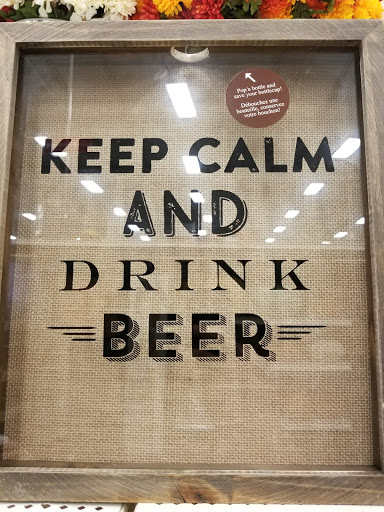 Pop a bottle and
save your bottlecap!
Débouchez une
bouteille, conservez
votre bouchon!
KEEP CALM
AND
DRINK
BEER